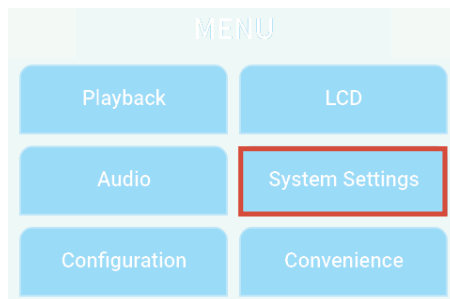 MENU
Playback
LCD
Audio
System Settings
Configuration
Convenience